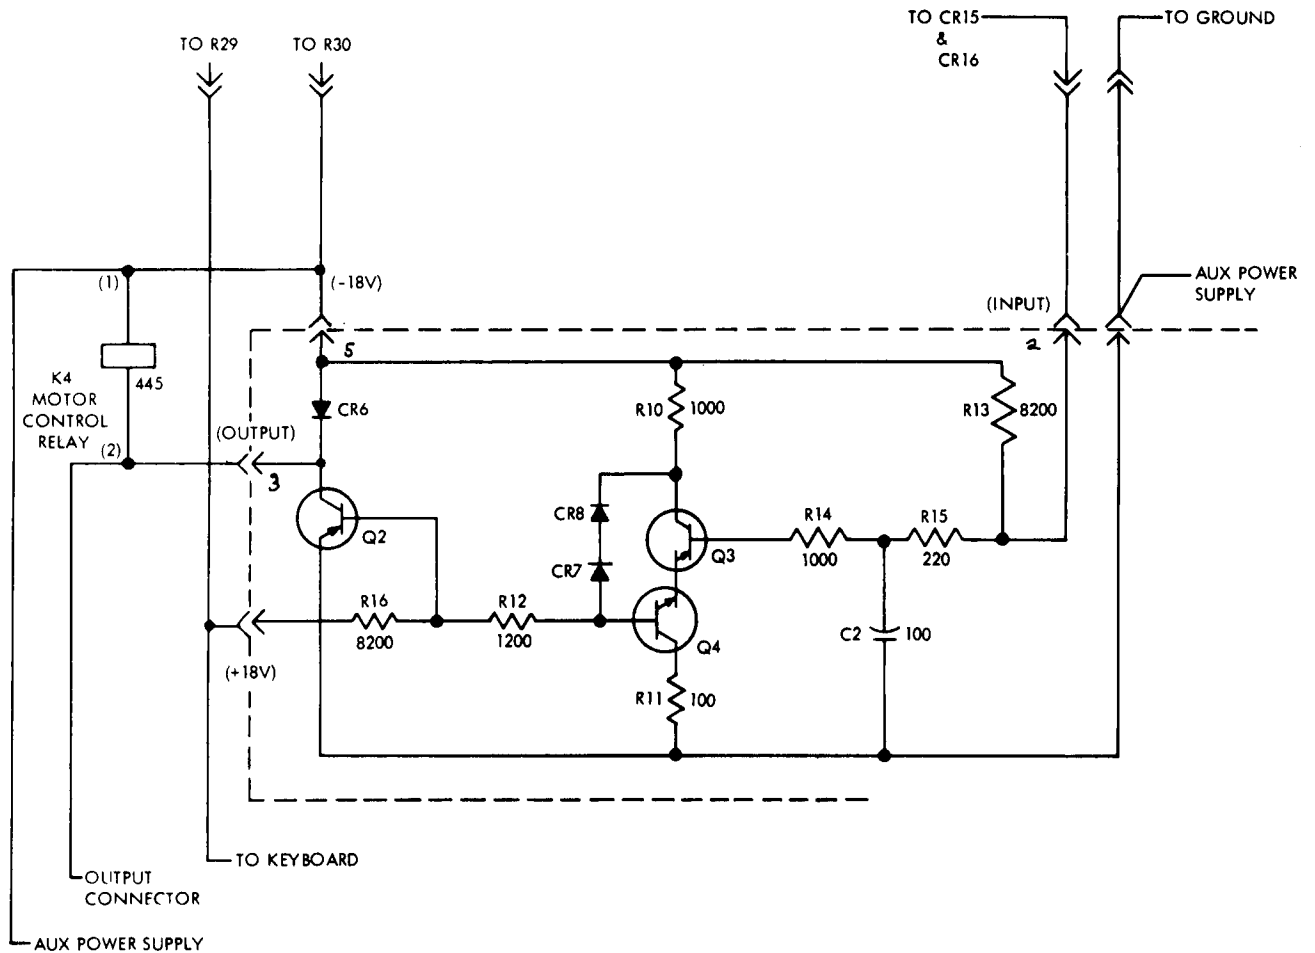 TO R29
TO R30
TO CR15
&
CR16
TO GROUND
(1)
(-18V)
(INPUT)
AUX POWER
SUPPLY
5
2
K4
MOTOR
CONTROL
RELAY
445
(2)
(OUTPUT)
3
CR6
R10
1000
R13
8200
CR8
CR7
Q2
Q3
R14
1000
R15
220
R16
8200
R12
1200
Q4
C2
100
(+18V)
R11
100
TO KEYBOARD
OUTPUT
CONNECTOR
AUX POWER SUPPLY